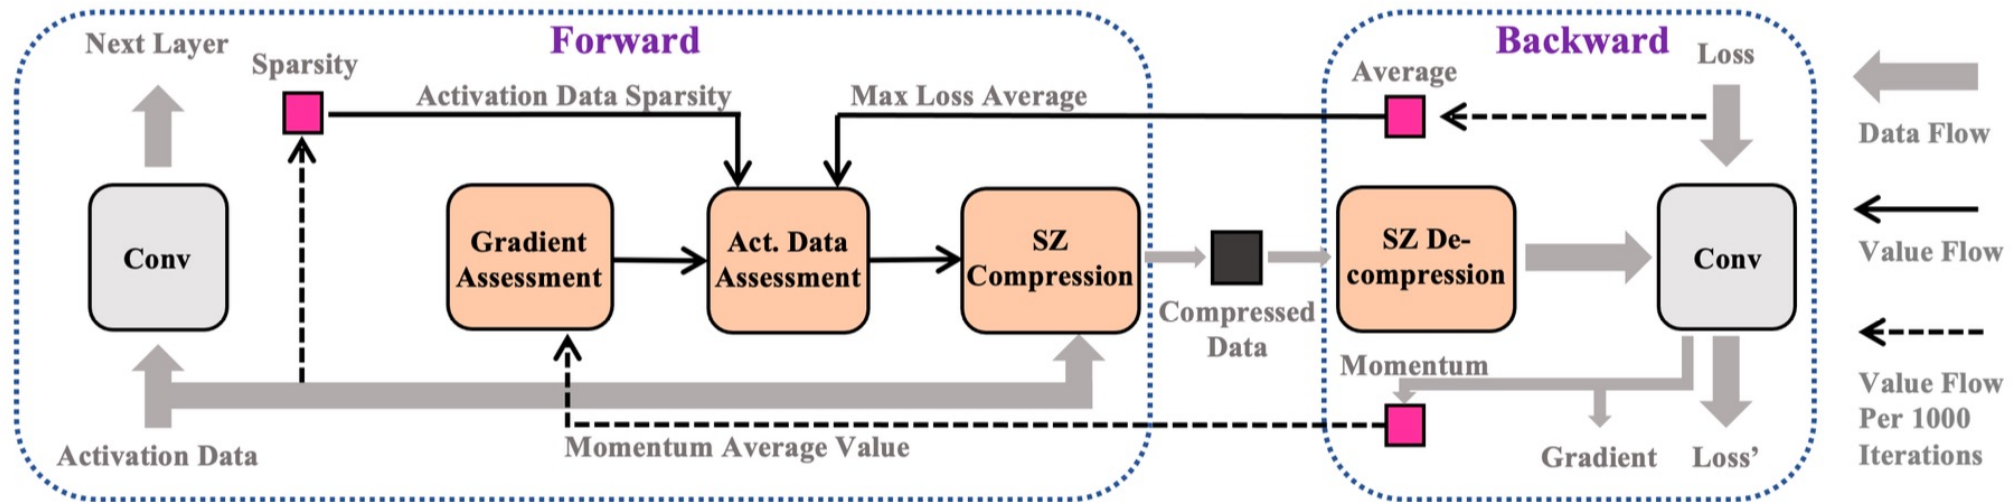 Next Layer
Forward
Sparsity
Activation Data Sparsity
Max Loss Average
Conv
Gradient
Assessment
Act. Data
Assessment
SZ
Compression
Activation Data
Momentum Average Value
Compressed
Data
Backward
Average
Loss
SZ De-
compression
Conv
Momentum
Gradient
Loss’
Data Flow
Value Flow
Value Flow
Per 1000
Iterations